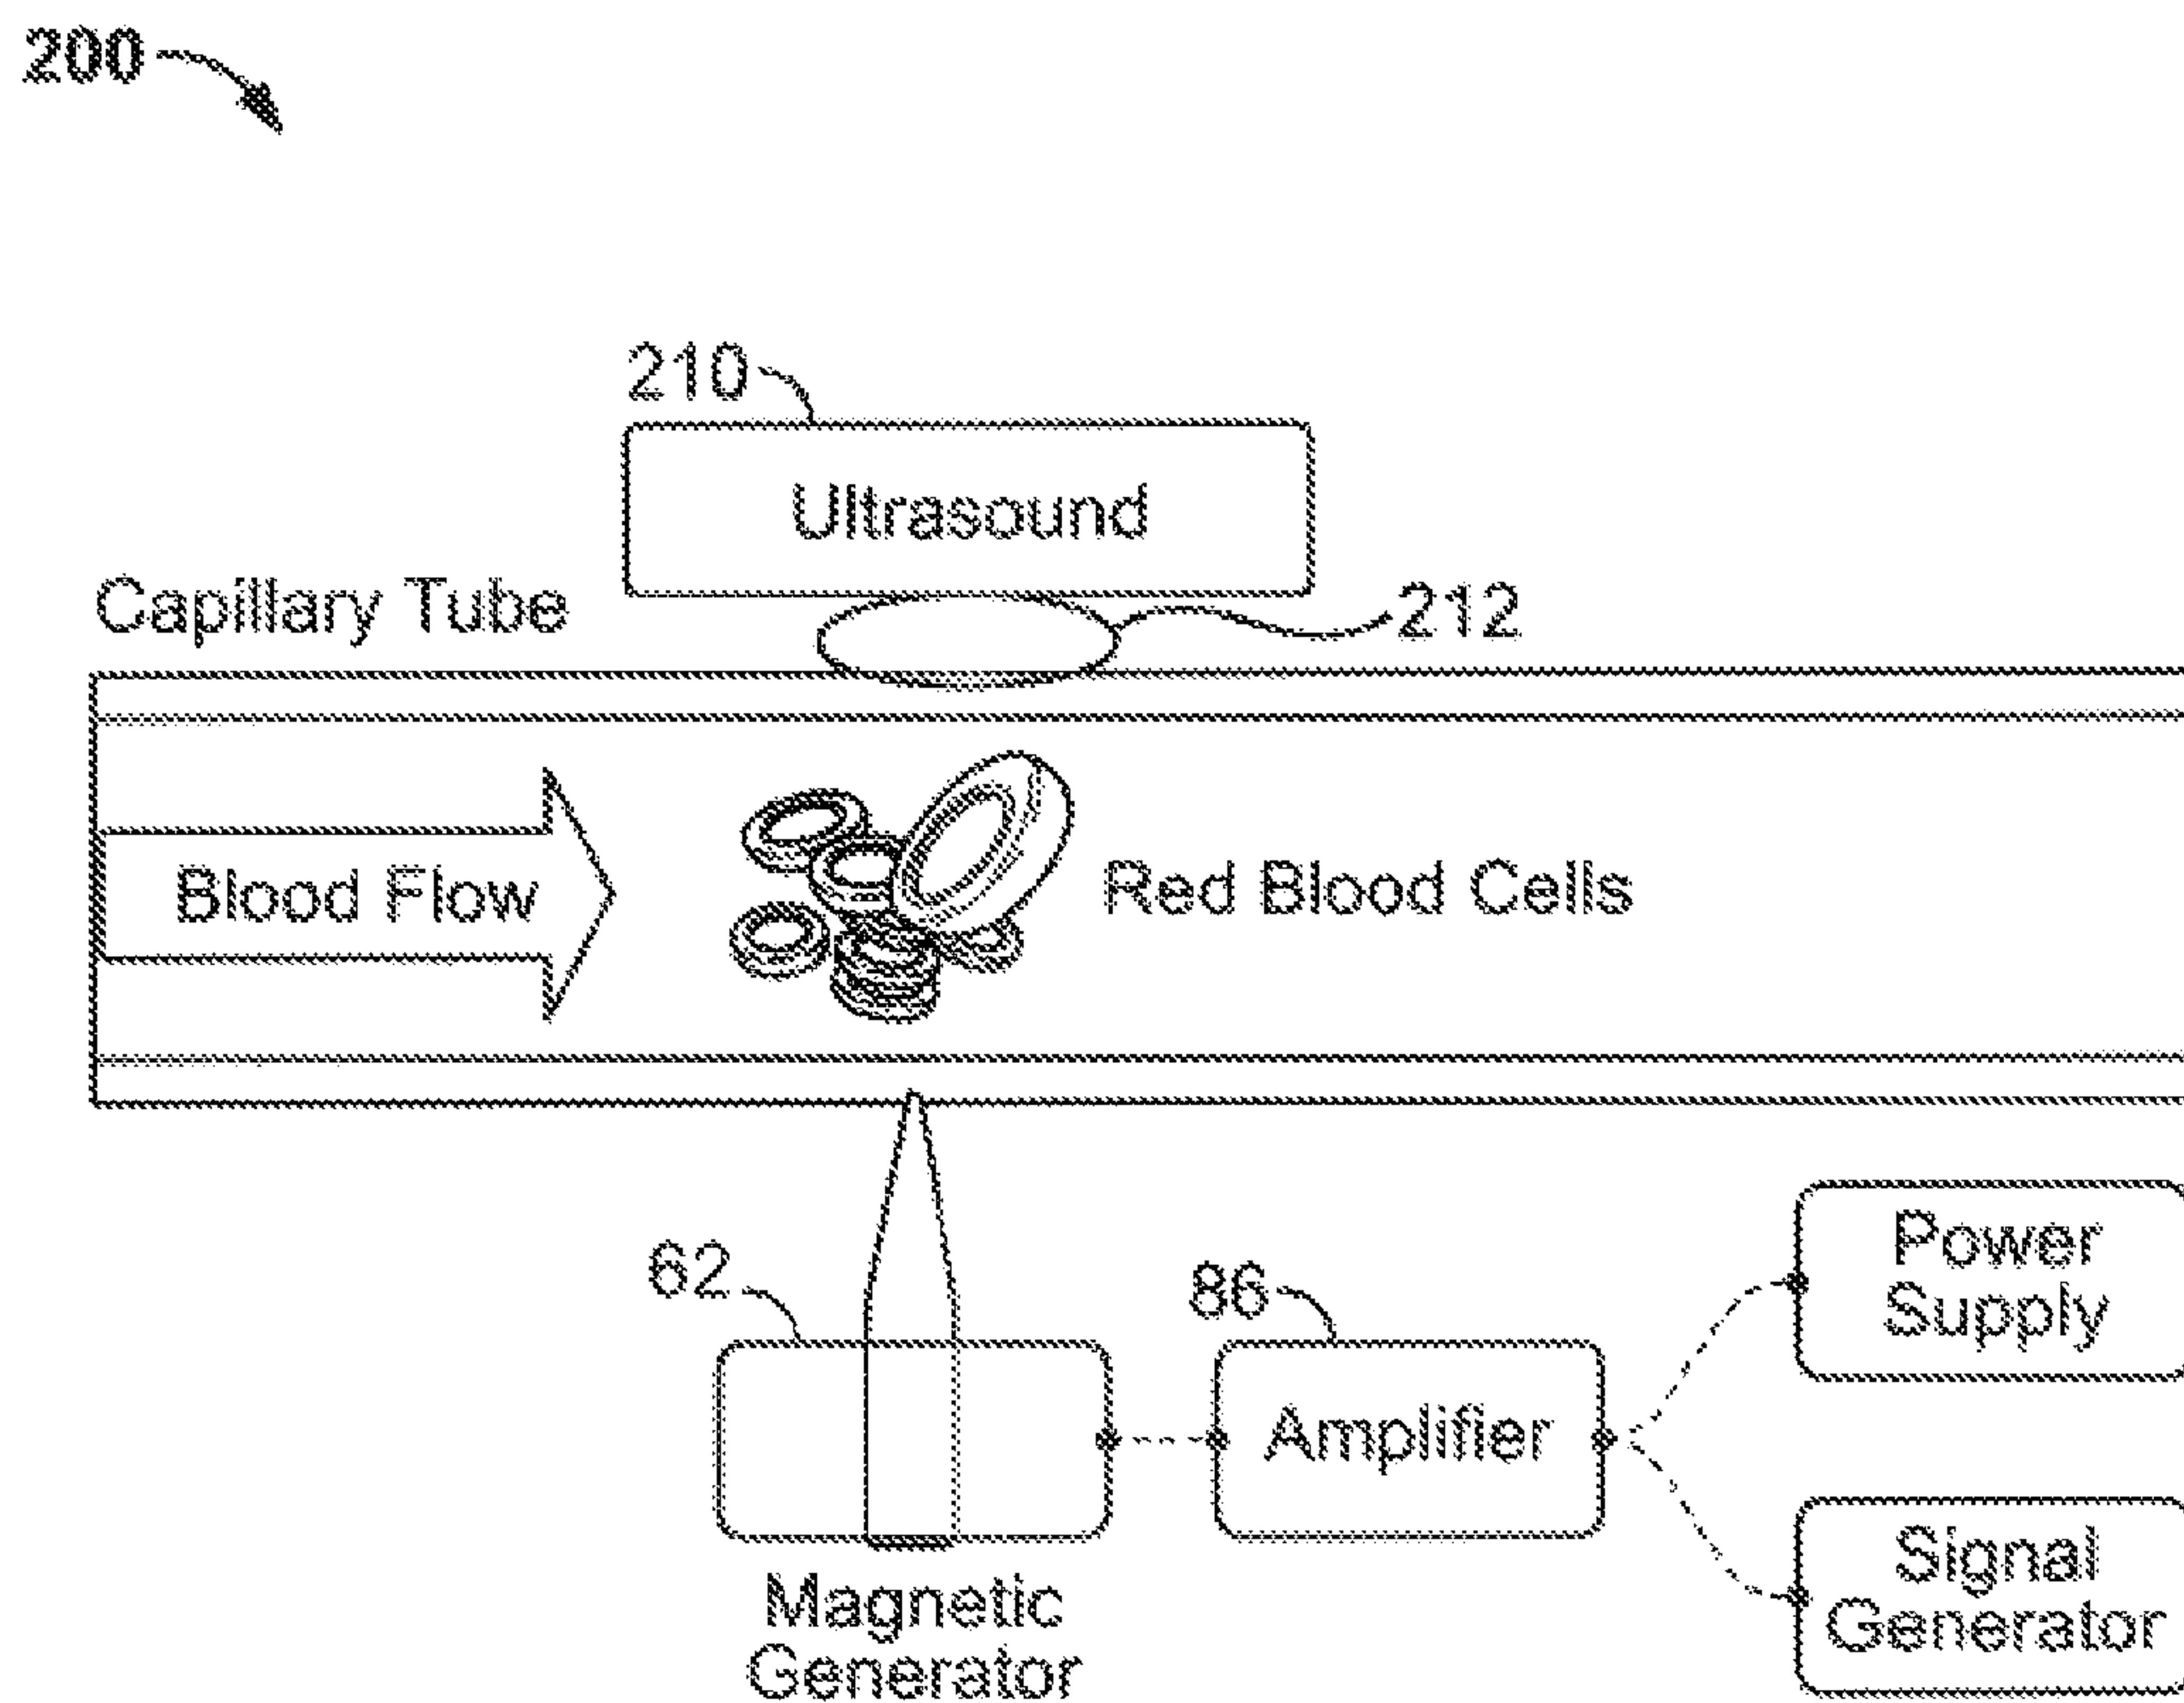 200
210
Ultrasound
Capillary Tube
212
Blood Flow
Red Blood Cells
62
86
Power
Supply
Amplifier
Signal
Generator
Magnetic
Generator